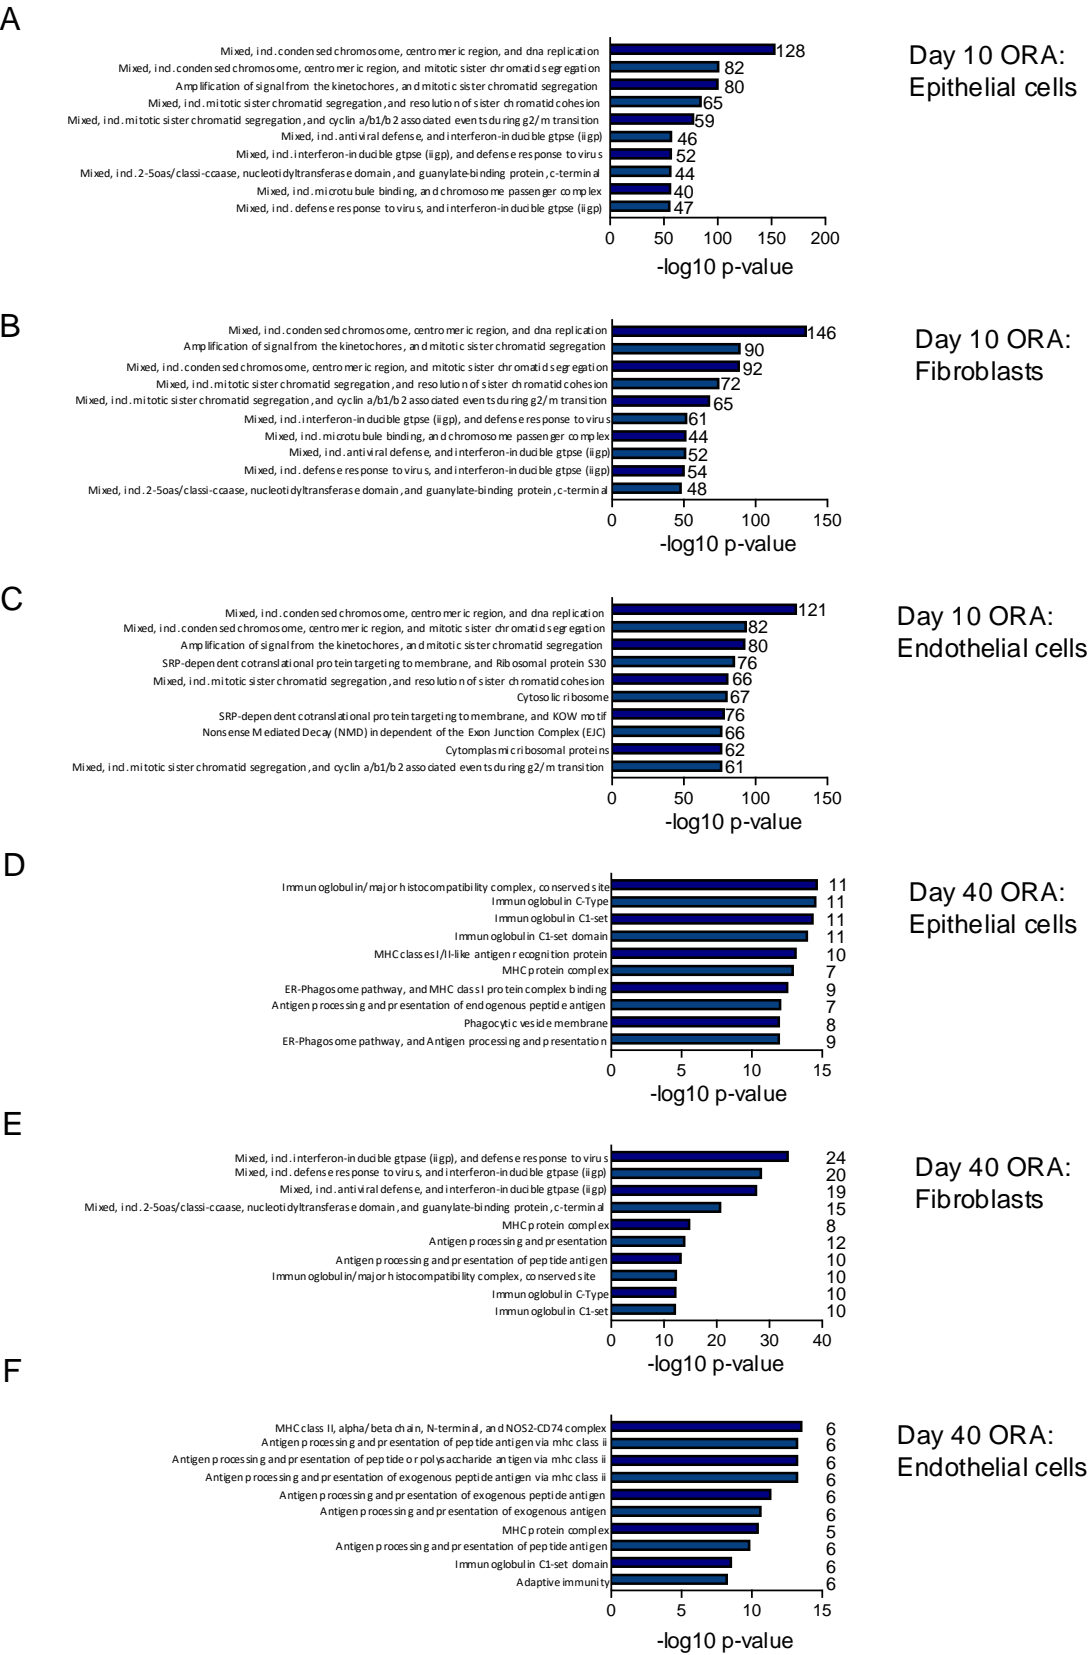 A
Day 10 ORA:
Epithelial cells
Mixed, incl. condensed chromosome, centromeric region, and dna replication 128
Mixed, incl. condensed chromosome, centromeric region, and mitotic sister chromatid segregation 82
Amplification of signal from the kinetochores, and mitotic sister chromatid segregation 80
Mixed, incl. mitotic sister chromatid segregation, and resolution of sister chromatid cohesion 65
Mixed, incl. mitotic sister chromatid segregation, and cyclin a/b1/b2 associated events during g2/m transition 59
Mixed, incl. antiviral defense, and interferon-inducible gtpse (iigp) 46
Mixed, incl. interferon-inducible gtpse (iigp), and defense response to virus 52
Mixed, incl. 2-5oas/classi-ccaase, nucleotidyltransferase domain, and guanylate-binding protein, c-terminal 44
Mixed, incl. microtubule binding, and chromosome passenger complex 40
Mixed, incl. defense response to virus, and interferon-inducible gtpse (iigp) 47
0 50 100 150 200
-log10 p-value
B
Day 10 ORA:
Fibroblasts
Mixed, incl. condensed chromosome, centromeric region, and dna replication 146
Amplification of signal from the kinetochores, and mitotic sister chromatid segregation 90
Mixed, incl. condensed chromosome, centromeric region, and mitotic sister chromatid segregation 92
Mixed, incl. mitotic sister chromatid segregation, and resolution of sister chromatid cohesion 72
Mixed, incl. mitotic sister chromatid segregation, and cyclin a/b1/b2 associated events during g2/m transition 65
Mixed, incl. interferon-inducible gtpse (iigp), and defense response to virus 61
Mixed, incl. microtubule binding, and chromosome passenger complex 44
Mixed, incl. antiviral defense, and interferon-inducible gtpse (iigp) 52
Mixed, incl. defense response to virus, and interferon-inducible gtpse (iigp) 54
Mixed, incl. 2-5oas/classi-ccaase, nucleotidyltransferase domain, and guanylate-binding protein, c-terminal 48
0 50 100 150
-log10 p-value
C
Day 10 ORA:
Endothelial cells
Mixed, incl. condensed chromosome, centromeric region, and dna replication 121
Mixed, incl. condensed chromosome, centromeric region, and mitotic sister chromatid segregation 82
Amplification of signal from the kinetochores, and mitotic sister chromatid segregation 80
SRP-dependent cotranslational protein targeting to membrane, and Ribosomal protein S30 76
Mixed, incl. mitotic sister chromatid segregation, and resolution of sister chromatid cohesion 66
Cytosolic ribosome 67
SRP-dependent cotranslational protein targeting to membrane, and KOW motif 76
Nonsense Mediated Decay (NMD) independent of the Exon Junction Complex (EJC) 66
Cytomplasmic ribosomal proteins 62
Mixed, incl. mitotic sister chromatid segregation, and cyclin a/b1/b2 associated events during g2/m transition 61
0 50 100 150
-log10 p-value
D
Day 40 ORA:
Epithelial cells
Immunoglobulin/major histocompatibility complex, conserved site 11
Immunoglobulin C-Type 11
Immunoglobulin C1-set 11
Immunoglobulin C1-set domain 11
MHC classes I/II-like antigen recognition protein 10
MHC protein complex 7
ER-Phagosome pathway, and MHC class I protein complex binding 9
Antigen processing and presentation of endogenous peptide antigen 7
Phagocytic vesicle membrane 8
ER-Phagosome pathway, and Antigen processing and presentation 9
0 5 10 15
-log10 p-value
E
Day 40 ORA:
Fibroblasts
Mixed, incl. interferon-inducible gtpase (iigp), and defense response to virus 24
Mixed, incl. defense response to virus, and interferon-inducible gtpase (iigp) 20
Mixed, incl. antiviral defense, and interferon-inducible gtpase (iigp) 19
Mixed, incl. 2-5oas/classi-ccaase, nucleotidyltransferase domain, and guanylate-binding protein, c-terminal 15
MHC protein complex 8
Antigen processing and presentation 12
Antigen processing and presentation of peptide antigen 10
Immunoglobulin/major histocompatibility complex, conserved site 10
Immunoglobulin C-Type 10
Immunoglobulin C1-set 10
0 10 20 30 40
-log10 p-value
F
Day 40 ORA:
Endothelial cells
MHC class II, alpha/beta chain, N-terminal, and NOS2-CD74 complex 6
Antigen processing and presentation of peptide antigen via mhc class ii 6
Antigen processing and presentation of peptide or polysaccharide antigen via mhc class ii 6
Antigen processing and presentation of exogenous peptide antigen via mhc class ii 6
Antigen processing and presentation of exogenous peptide antigen 6
Antigen processing and presentation of exogenous antigen 6
MHC protein complex 5
Antigen processing and presentation of peptide antigen 6
Immunoglobulin C1-set domain 6
Adaptive immunity 6
0 5 10 15
-log10 p-value